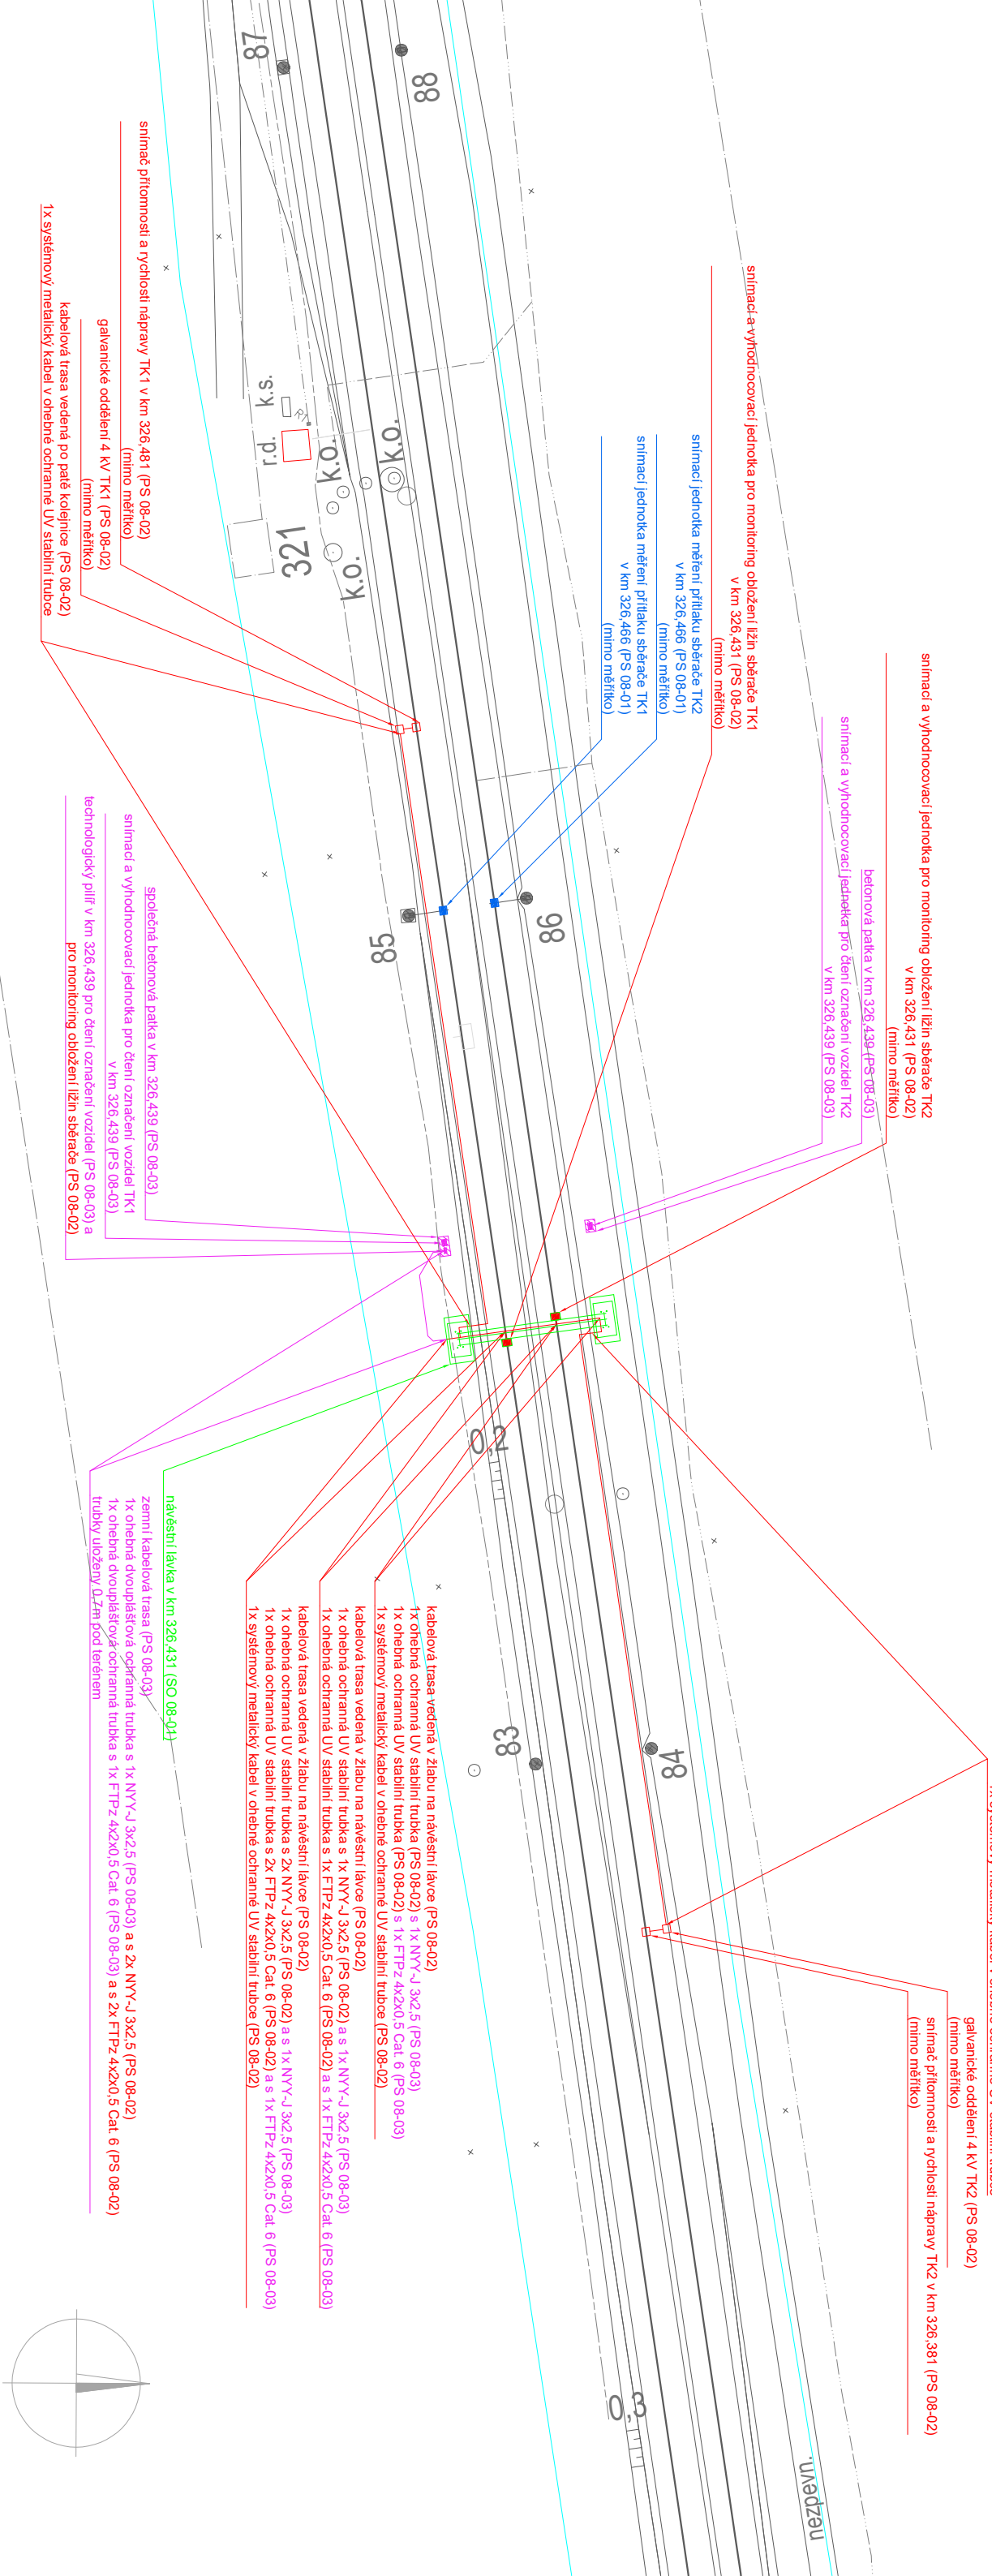 87
88
snímač přítomnosti a rychlosti nápravy TK1 v km 326,481 (PS 08-02)
(mimo měřítko)
galvanické oddělení 4 kV TK1 (PS 08-02)
(mimo měřítko)
kabelová trasa vedená po patě kolejnice (PS 08-02)
1x systémový metalický kabel v ohebné ochranné UV stabilní trubce
k.s.
r.d.
k.o.
k.o.
321
k.o.
snímací a vyhodnocovací jednotka pro monitoring obložení ližin sběrače TK1
v km 326,431 (PS 08-02)
(mimo měřítko)
snímací jednotka měření přítlaku sběrače TK2
v km 326,466 (PS 08-01)
(mimo měřítko)
snímací jednotka měření přítlaku sběrače TK1
v km 326,466 (PS 08-01)
(mimo měřítko)
snímací a vyhodnocovací jednotka pro monitoring obložení ližin sběrače TK2
v km 326,431 (PS 08-02)
(mimo měřítko)
betonová patka v km 326,439 (PS 08-03)
snímací a vyhodnocovací jednotka pro čtení označení vozidel TK2
v km 326,439 (PS 08-03)
85
86
společná betonová patka v km 326,439 (PS 08-03)
snímací a vyhodnocovací jednotka pro čtení označení vozidel TK1
v km 326,439 (PS 08-03)
technologický pilíř v km 326,439 pro čtení označení vozidel (PS 08-03) a
pro monitoring obložení ližin sběrače (PS 08-02)
0,2
83
84
návěstní lávka v km 326,431 (SO 08-01)
zemní kabelová trasa (PS 08-03)
1x ohebná dvouplášťová ochranná trubka s 1x NYY-J 3x2,5 (PS 08-03) a s 2x NYY-J 3x2,5 (PS 08-02)
1x ohebná dvouplášťová ochranná trubka s 1x FTPz 4x2x0,5 Cat. 6 (PS 08-03) a s 2x FTPz 4x2x0,5 Cat. 6 (PS 08-02)
trubky uloženy 0,7m pod terénem
kabelová trasa vedená v žlabu na návěstní lávce (PS 08-02)
1x ohebná ochranná UV stabilní trubka (PS 08-02) s 1x NYY-J 3x2,5 (PS 08-03)
1x ohebná ochranná UV stabilní trubka (PS 08-02) s 1x FTPz 4x2x0,5 Cat. 6 (PS 08-03)
1x systémový metalický kabel v ohebné ochranné UV stabilní trubce (PS 08-02)
kabelová trasa vedená v žlabu na návěstní lávce (PS 08-02)
1x ohebná ochranná UV stabilní trubka s 1x NYY-J 3x2,5 (PS 08-02) a s 1x NYY-J 3x2,5 (PS 08-03)
1x ohebná ochranná UV stabilní trubka s 1x FTPz 4x2x0,5 Cat. 6 (PS 08-02) a s 1x FTPz 4x2x0,5 Cat. 6 (PS 08-03)
kabelová trasa vedená v žlabu na návěstní lávce (PS 08-02)
1x ohebná ochranná UV stabilní trubka s 2x NYY-J 3x2,5 (PS 08-02) a s 1x NYY-J 3x2,5 (PS 08-03)
1x ohebná ochranná UV stabilní trubka s 2x FTPz 4x2x0,5 Cat. 6 (PS 08-02) a s 1x FTPz 4x2x0,5 Cat. 6 (PS 08-03)
1x systémový metalický kabel v ohebné ochranné UV stabilní trubce (PS 08-02)
galvanické oddělení 4 kV TK2 (PS 08-02)
(mimo měřítko)
snímač přítomnosti a rychlosti nápravy TK2 v km 326,381 (PS 08-02)
(mimo měřítko)
0,3
nezpevn.